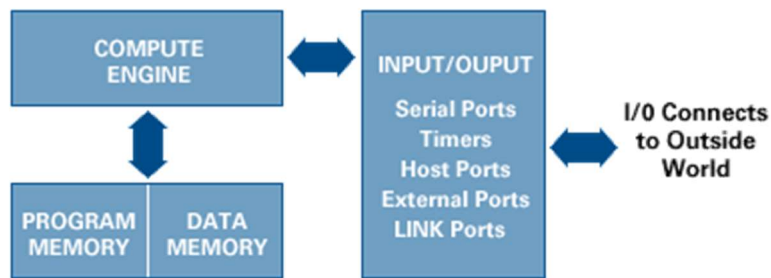 COMPUTE
ENGINE
INPUT/OUPUT
Serial Ports
Timers
Host Ports
External Ports
LINK Ports
I/0 Connects
to Outside
World
PROGRAM
MEMORY
DATA
MEMORY